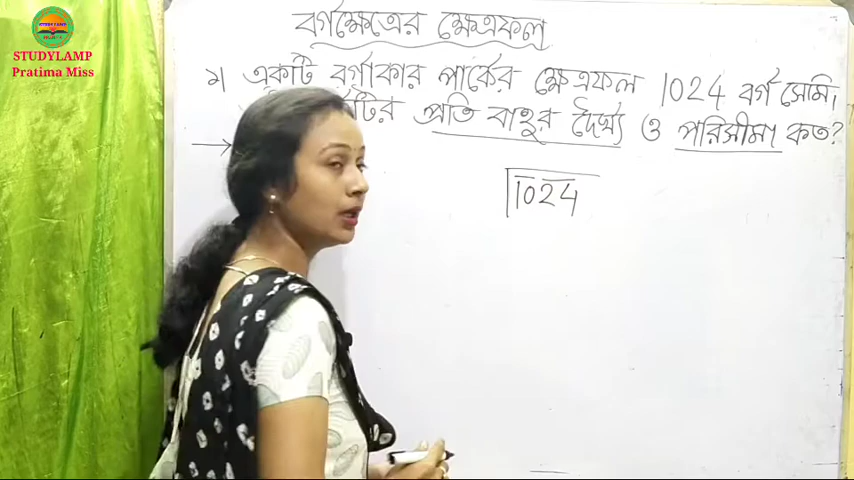 STUDYLAMP
Pratima Miss
বর্গক্ষেত্রের ক্ষেত্রফল
১। একটি বর্গাকার পার্কের ক্ষেত্রফল 1024 বর্গ সেমি।
টির প্রতি বাহুর দৈর্ঘ্য ও পরিসীমা কত?
1024